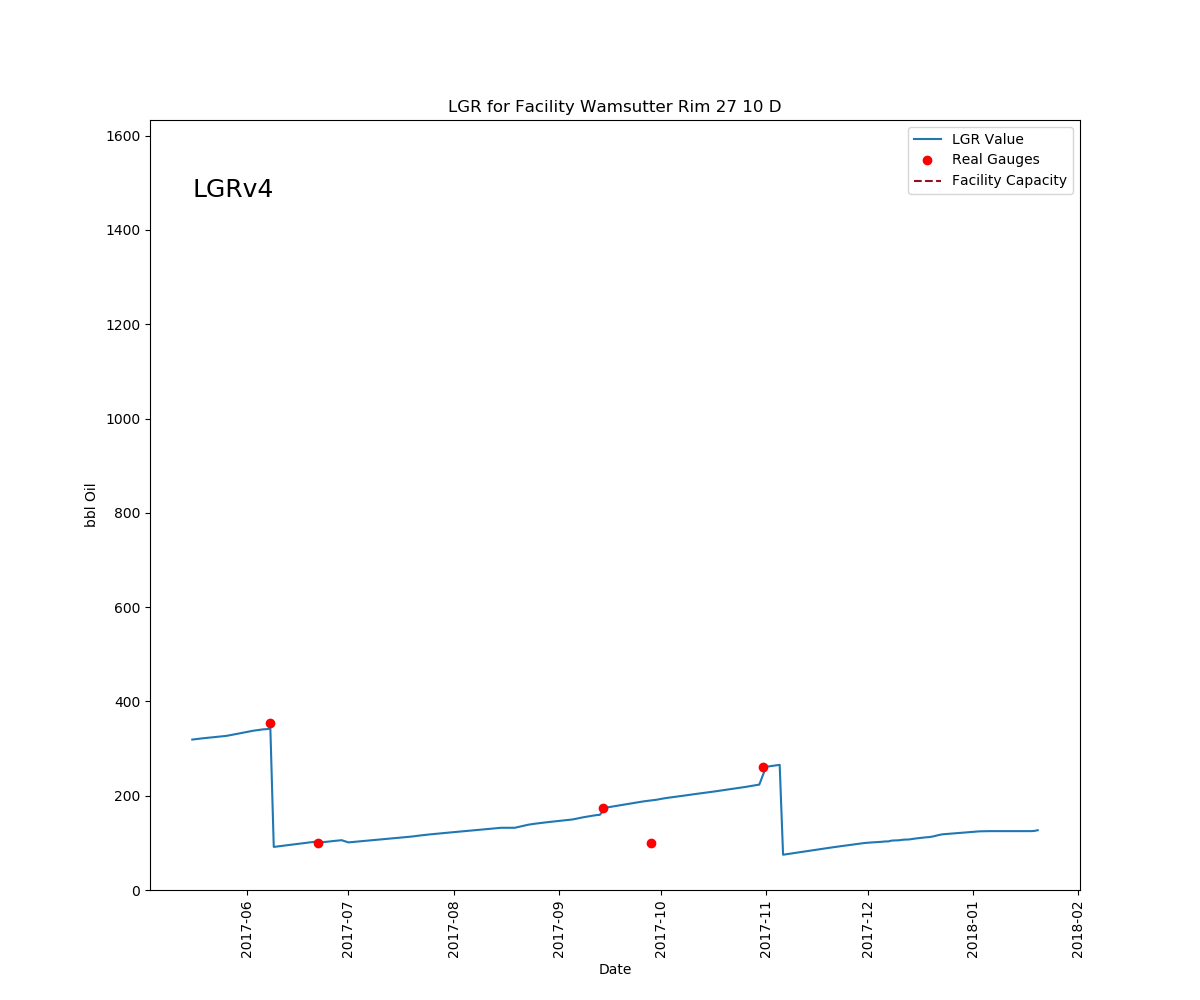 LGR for Facility Wamsutter Rim 27 10 D
LGRv4
LGR Value
Real Gauges
Facility Capacity
bbl Oil
1600
1400
1200
1000
800
600
400
200
0
2017-06
2017-07
2017-08
2017-09
2017-10
2017-11
2017-12
2018-01
2018-02
Date